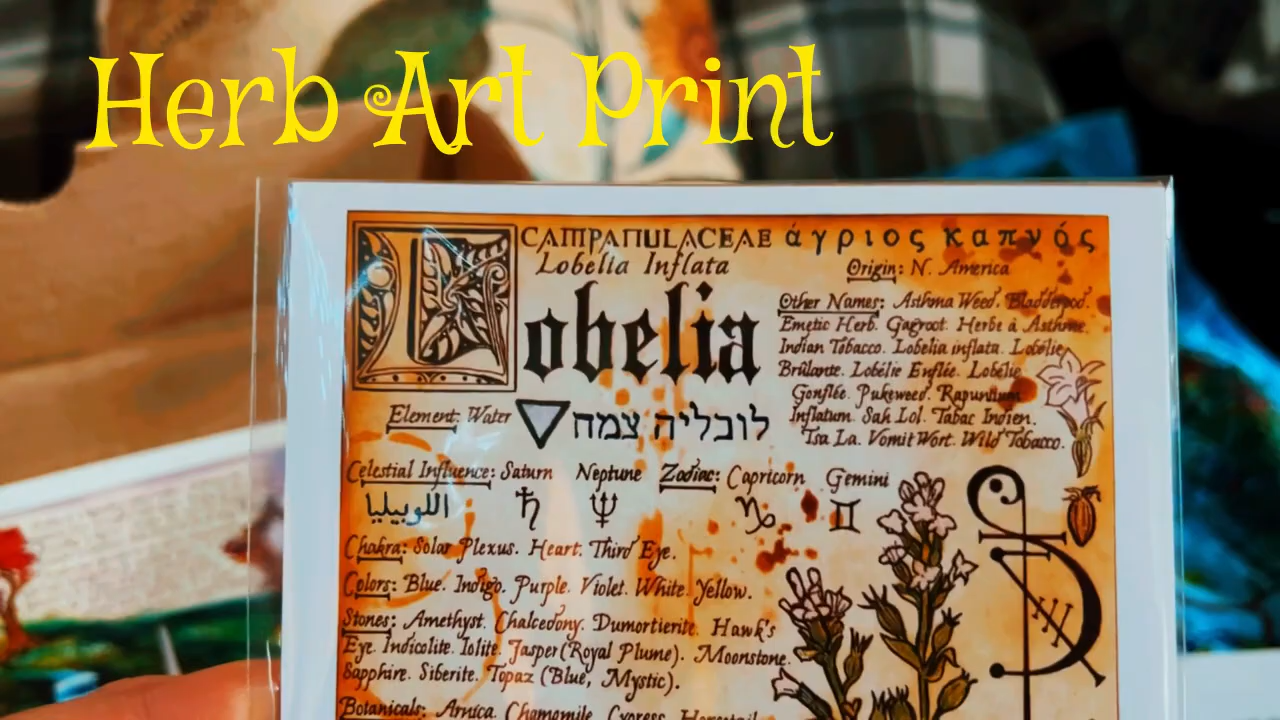 Herb Art Print
CAMPANULACEAE άγριος καπνός
Lobelia Inflata
Origin: N. America
Lobelia
Other Names: Asthma Weed. Bladderpod.
Emetic Herb. Gagroot. Herbe à Asthme.
Indian Tobacco. Lobelia inflata. Lobélie
Brûlante. Lobélie Enflée. Lobélie
Gonflée. Pukeweed. Rapuntium
Inflatum. Sah Lol. Tabac Indien.
Tsa La. Vomit Wort. Wild Tobacco.
Element: Water
לובליה צמח
Celestial Influence: Saturn Neptune Zodiac: Capricorn Gemini
اللوبيليا ♄ ♆ ♑ ♊
Chakra: Solar Plexus. Heart. Third Eye.
Colors: Blue. Indigo. Purple. Violet. White. Yellow.
Stones: Amethyst. Chalcedony. Dumortierite. Hawk's
Eye. Indicolite. Iolite. Jasper (Royal Plume). Moonstone.
Sapphire. Siberite. Topaz (Blue, Mystic).
Botanicals: Arnica. Chamomile. Cypress. Horsetail